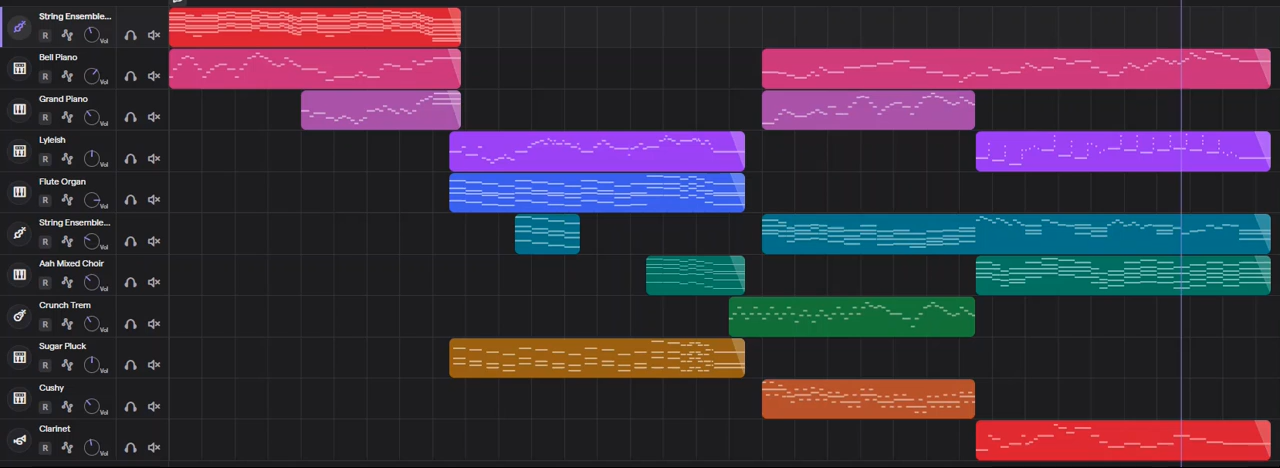 String Ensemble...
R Vol
Bell Piano
R Vol
Grand Piano
R Vol
Lyleish
R Vol
Flute Organ
R Vol
String Ensemble...
R Vol
Aah Mixed Choir
R Vol
Crunch Trem
R Vol
Sugar Pluck
R Vol
Cushy
R Vol
Clarinet
R Vol